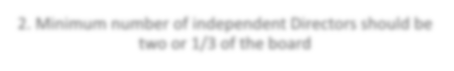 2. Minimum number of independent Directors should be
two or 1/3 of the board